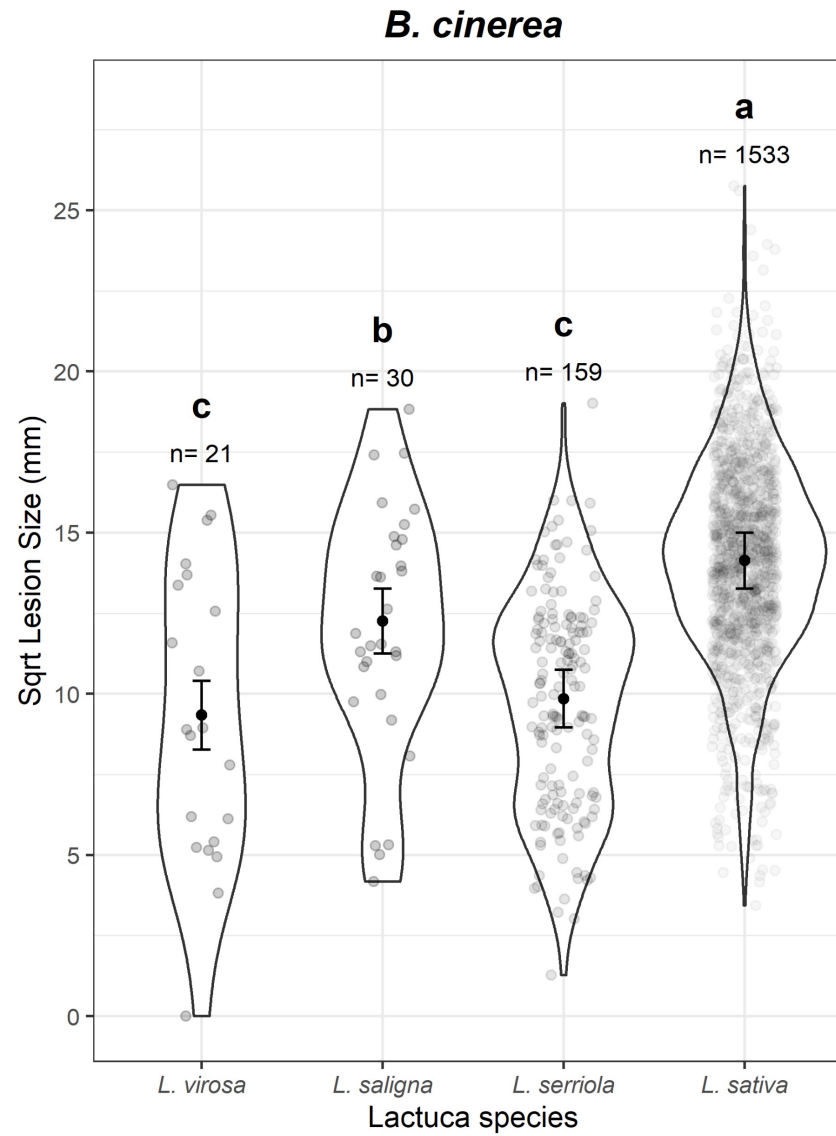 B. cinerea
a
n= 1533
25
b
c
20
n= 30
n= 159
c
n= 21
Sqrt Lesion Size (mm)
15
10
5
0
L. virosa L. saligna L. serriola L. sativa
Lactuca species